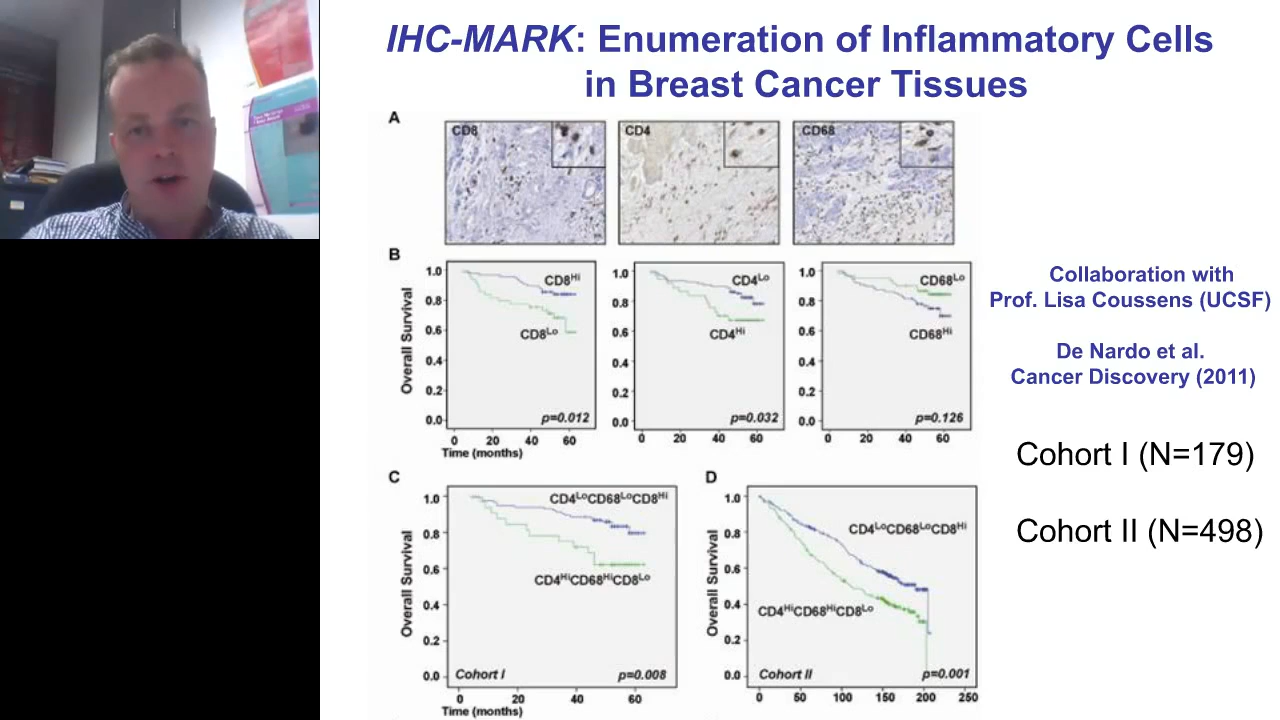 IHC-MARK: Enumeration of Inflammatory Cells
in Breast Cancer Tissues
A
CD8
CD4
CD68
B
Overall Survival
1.0
0.8
0.6
0.4
0.2
0.0
CD8Hi
CD8Lo
p=0.012
0 20 40 60
Time (months)
1.0
0.8
0.6
0.4
0.2
0.0
CD4Lo
CD4Hi
p=0.032
0 20 40 60
1.0
0.8
0.6
0.4
0.2
0.0
CD68Lo
CD68Hi
p=0.126
0 20 40 60
Collaboration with
Prof. Lisa Coussens (UCSF)
De Nardo et al.
Cancer Discovery (2011)
Cohort I (N=179)
Cohort II (N=498)
C
Overall Survival
1.0
0.8
0.6
0.4
0.2
0.0
CD4LoCD68LoCD8Hi
CD4HiCD68HiCD8Lo
Cohort I
p=0.008
0 20 40 60
Time (months)
D
Overall Survival
1.0
0.8
0.6
0.4
0.2
0.0
CD4LoCD68LoCD8Hi
CD4HiCD68HiCD8Lo
Cohort II
p=0.001
0 50 100 150 200 250